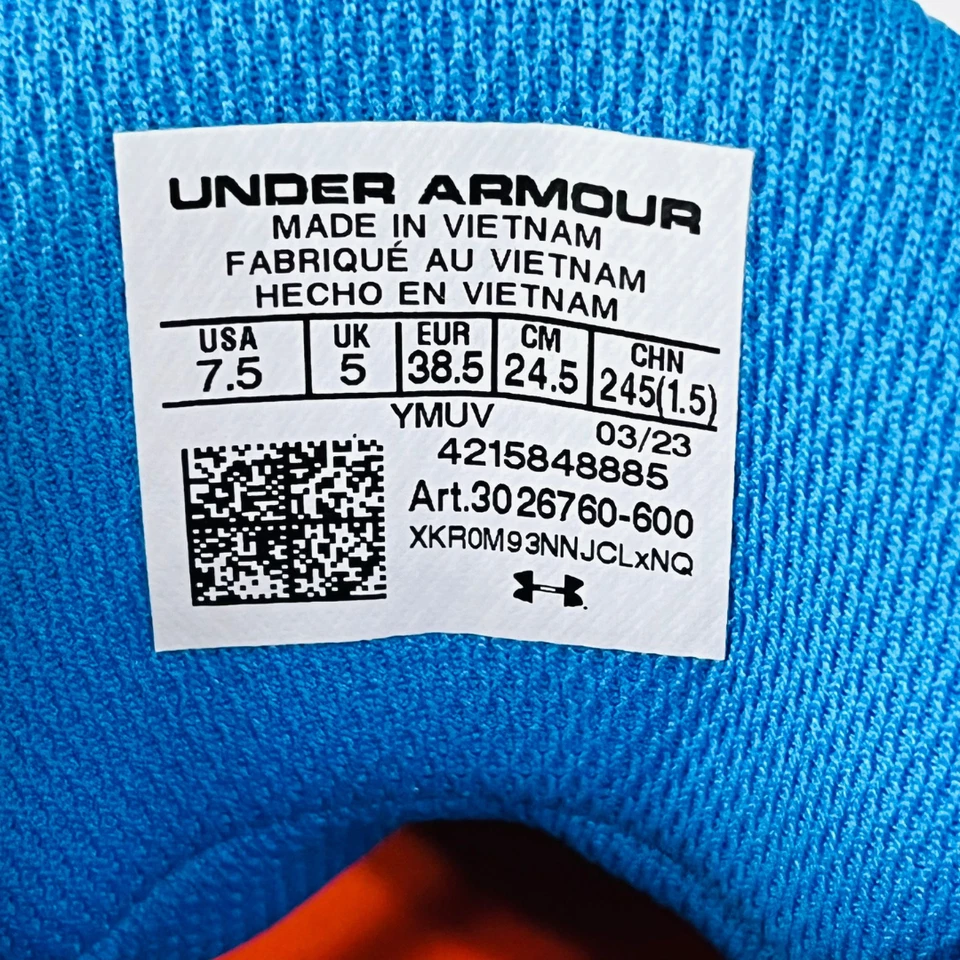 UNDER ARMOUR
MADE IN VIETNAM
FABRIQUÉ AU VIETNAM
HECHO EN VIETNAM
USA UK EUR CM CHN
7.5 5 38.5 24.5 245(1.5)
YMUV 03/23
4215848885
Art.3026760-600
XKR0M93NNJCLxNQ